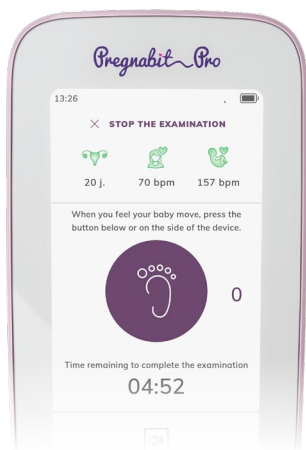 Pregnabit Pro
13:26
STOP THE EXAMINATION
20 j. 70 bpm 157 bpm
When you feel your baby move, press the
button below or on the side of the device.
0
Time remaining to complete the examination
04:52